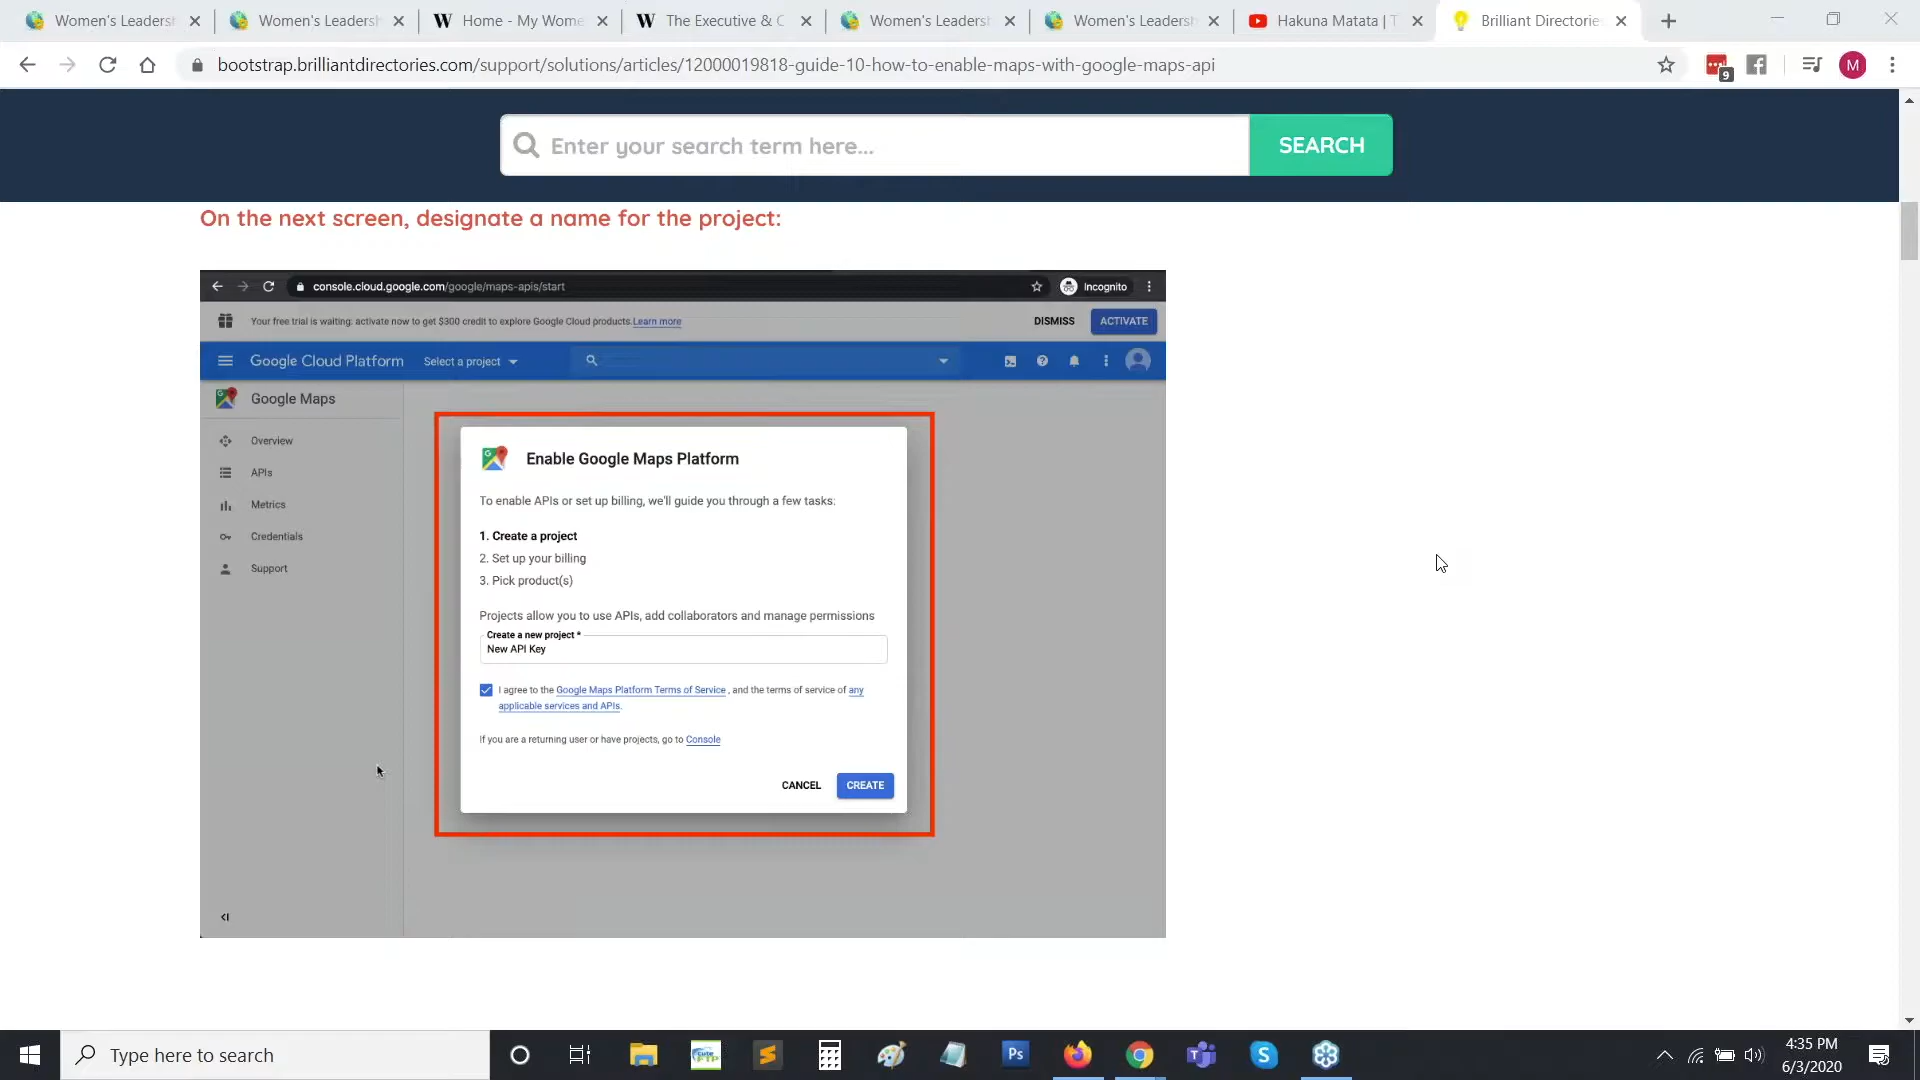 Women's Leadersh
Women's Leadersh
Home - My Wome
The Executive & C
Women's Leadersh
Women's Leadersh
Hakuna Matata | T
Brilliant Directorie
bootstrap.brilliantdirectories.com/support/solutions/articles/12000019818-guide-10-how-to-enable-maps-with-google-maps-api
9
M
Enter your search term here...
SEARCH
On the next screen, designate a name for the project:
console.cloud.google.com/google/maps-apis/start
Incognito
Your free trial is waiting: activate now to get $300 credit to explore Google Cloud products. Learn more
DISMISS
ACTIVATE
Google Cloud Platform
Select a project
Google Maps
Overview
APIs
Metrics
Credentials
Support
Enable Google Maps Platform
To enable APIs or set up billing, we'll guide you through a few tasks:
1. Create a project
2. Set up your billing
3. Pick product(s)
Projects allow you to use APIs, add collaborators and manage permissions
Create a new project *
New API Key
I agree to the Google Maps Platform Terms of Service , and the terms of service of any
applicable services and APIs.
If you are a returning user or have projects, go to Console
CANCEL
CREATE
Type here to search
cute
FTP
Ps
4:35 PM
6/3/2020